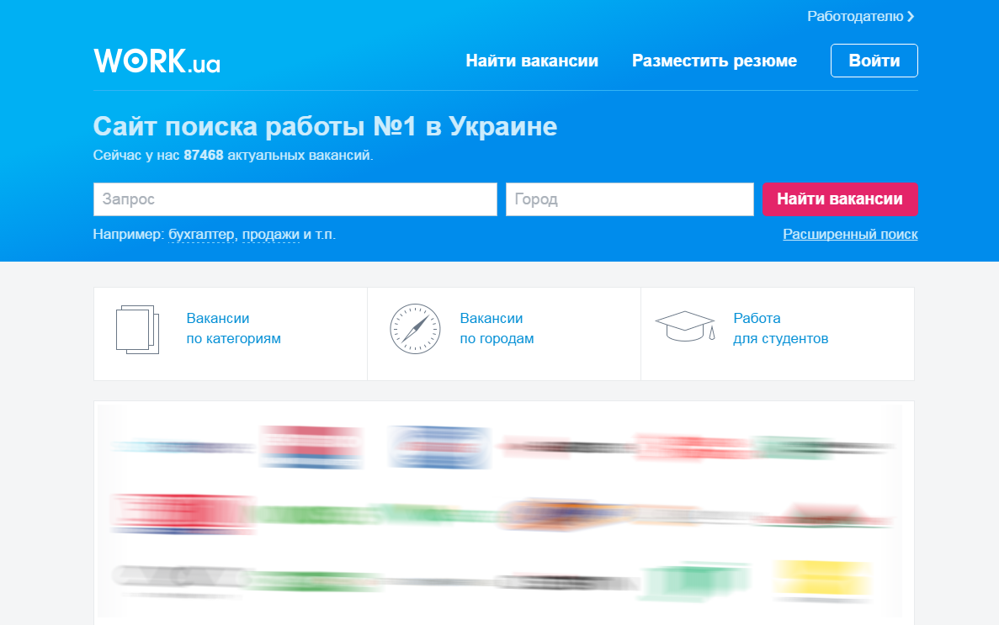 Работодателю
WORK.ua
Найти вакансии Разместить резюме Войти
Сайт поиска работы №1 в Украине
Сейчас у нас 87468 актуальных вакансий.
Запрос Город Найти вакансии
Например: бухгалтер, продажи и т.п. Расширенный поиск
Вакансии
по категориям
Вакансии
по городам
Работа
для студентов